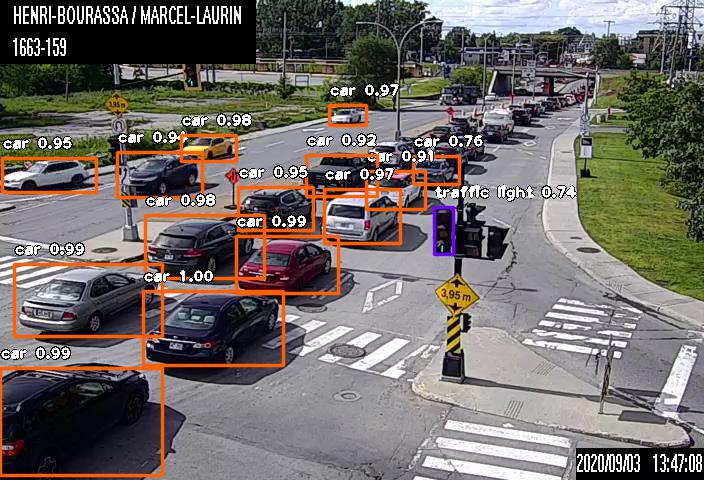 HENRI-BOURASSA / MARCEL-LAURIN
1663-159
car 0.97
3,95 m
car 0.98
car 0.94
car 0.92
car 0.76
car 0.95
car 0.91
car 0.95
car 0.97
traffic light 0.74
car 0.98
car 0.99
car 0.99
car 1.00
3,95 m
car 0.99
2020/09/03 13:47:08